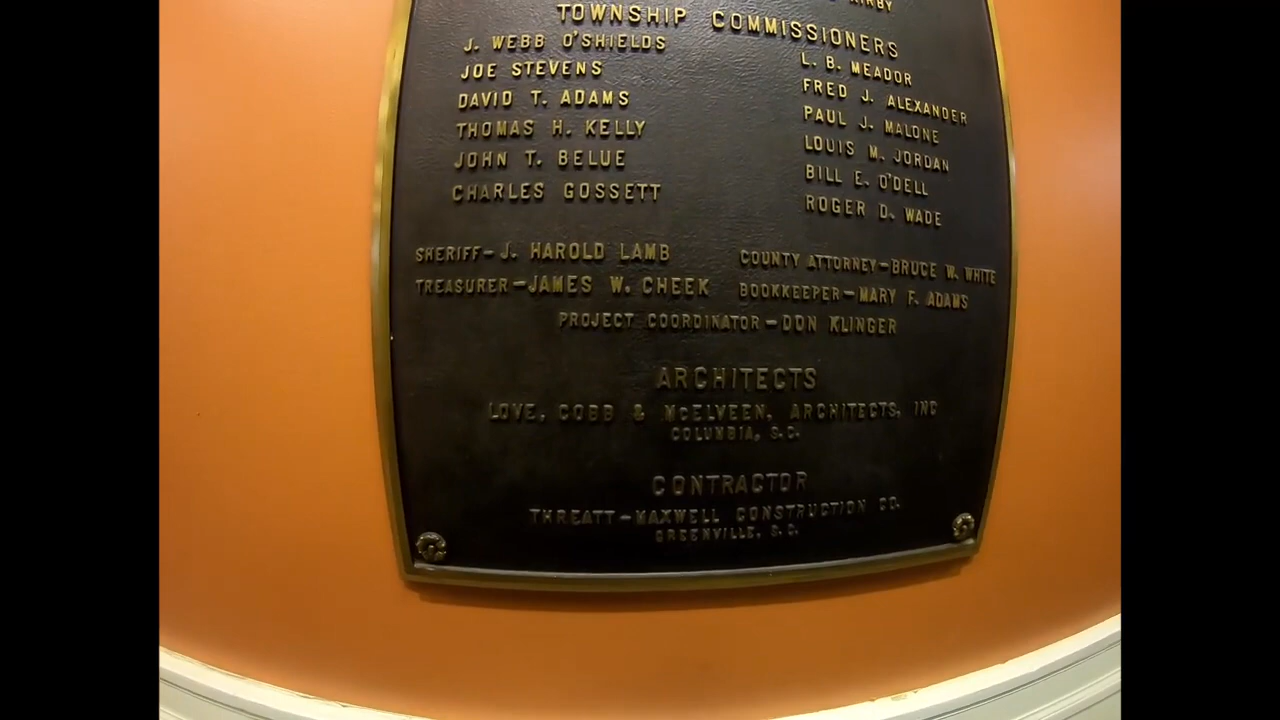 KIRBY
TOWNSHIP COMMISSIONERS
J. WEBB O'SHIELDS
JOE STEVENS
DAVID T. ADAMS
THOMAS H. KELLY
JOHN T. BELUE
CHARLES GOSSETT
L. B. MEADOR
FRED J. ALEXANDER
PAUL J. MALONE
LOUIS M. JORDAN
BILL E. O'DELL
ROGER D. WADE
SHERIFF-J. HAROLD LAMB
COUNTY ATTORNEY-BRUCE W. WHITE
TREASURER-JAMES W. CHEEK
BOOKKEEPER-MARY F. ADAMS
PROJECT COORDINATOR-DON KLINGER
ARCHITECTS
LOVE, COBB & McELVEEN, ARCHITECTS, INC
COLUMBIA, S.C.
CONTRACTOR
THREATT-MAXWELL CONSTRUCTION CO.
GREENVILLE, S.C.